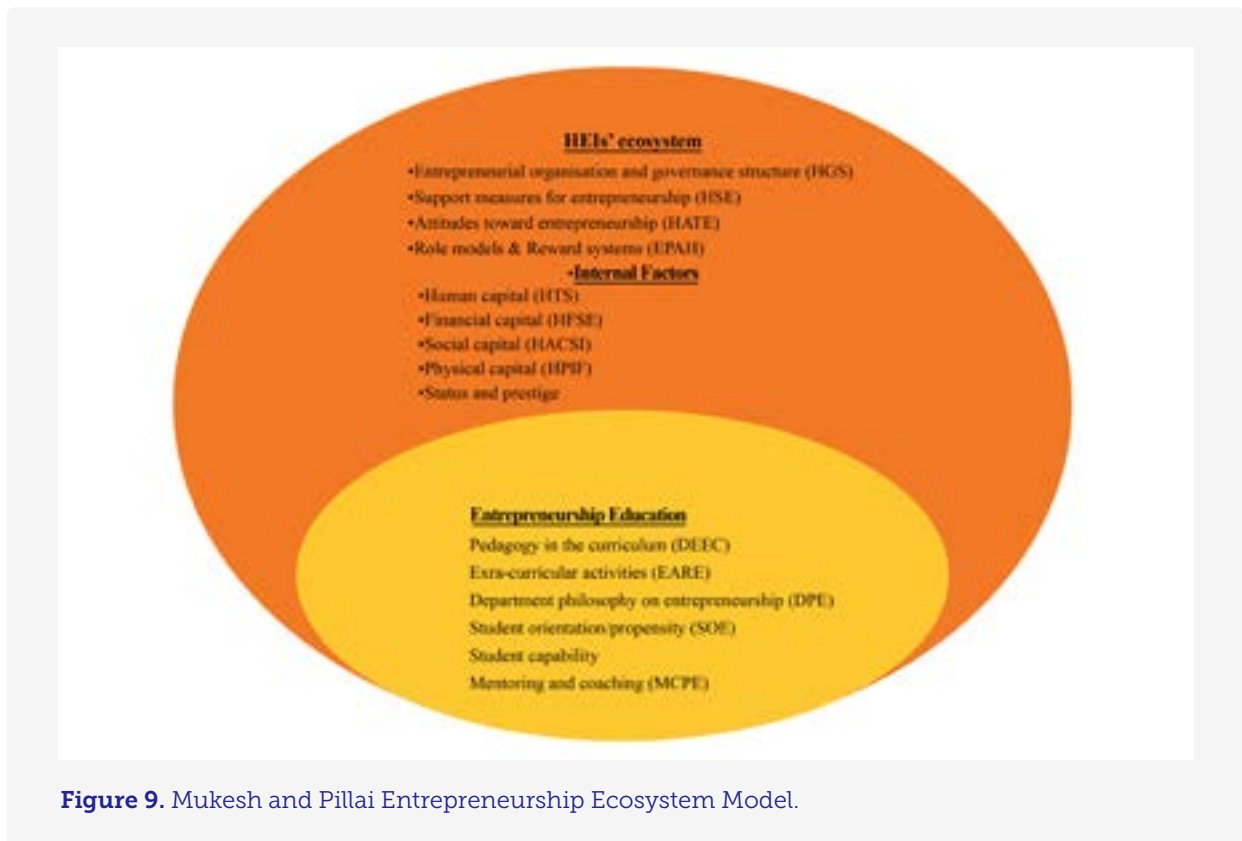 HEIs' ecosystem
•Entrepreneurial organisation and governance structure (HGS)
•Support measures for entrepreneurship (HSE)
•Attitudes toward entrepreneurship (HATE)
•Role models & Reward systems (EPAH)
•Internal Factors
•Human capital (HTS)
•Financial capital (HFSE)
•Social capital (HACSI)
•Physical capital (HPIF)
•Status and prestige
Entrepreneurship Education
Pedagogy in the curriculum (DEEC)
Exra-curricular activities (EARE)
Department philosophy on entrepreneurship (DPE)
Student orientation/propensity (SOE)
Student capability
Mentoring and coaching (MCPE)
Figure 9. Mukesh and Pillai Entrepreneurship Ecosystem Model.